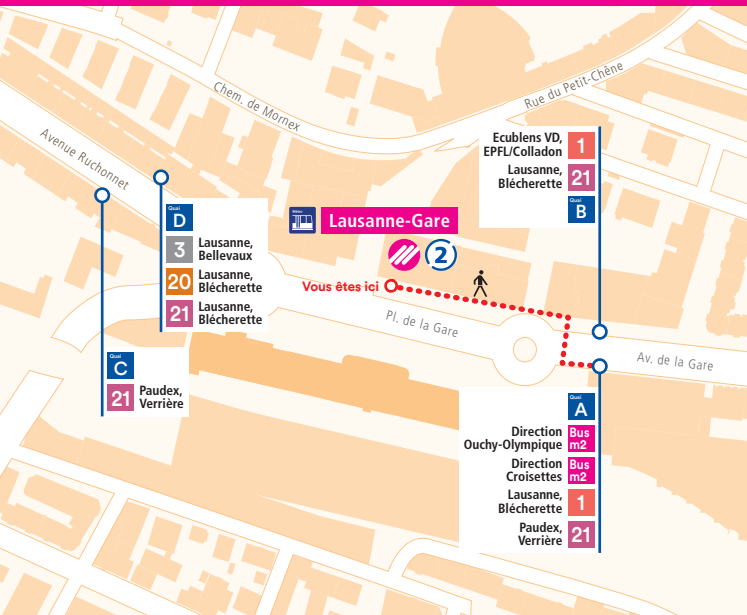 Chem. de Mornex
Rue du Petit-Chêne
Avenue Ruchonnet
Ecublens VD,
EPFL/Colladon
1
Lausanne,
Blécherette
21
Quai
B
Quai
D
3
Lausanne,
Bellevaux
20
Lausanne,
Blécherette
21
Lausanne,
Blécherette
Métro
Lausanne-Gare
2
Vous êtes ici
Pl. de la Gare
Av. de la Gare
Quai
C
21
Paudex,
Verrière
Quai
A
Direction
Ouchy-Olympique
Bus
m2
Direction
Croisettes
Bus
m2
Lausanne,
Blécherette
1
Paudex,
Verrière
21